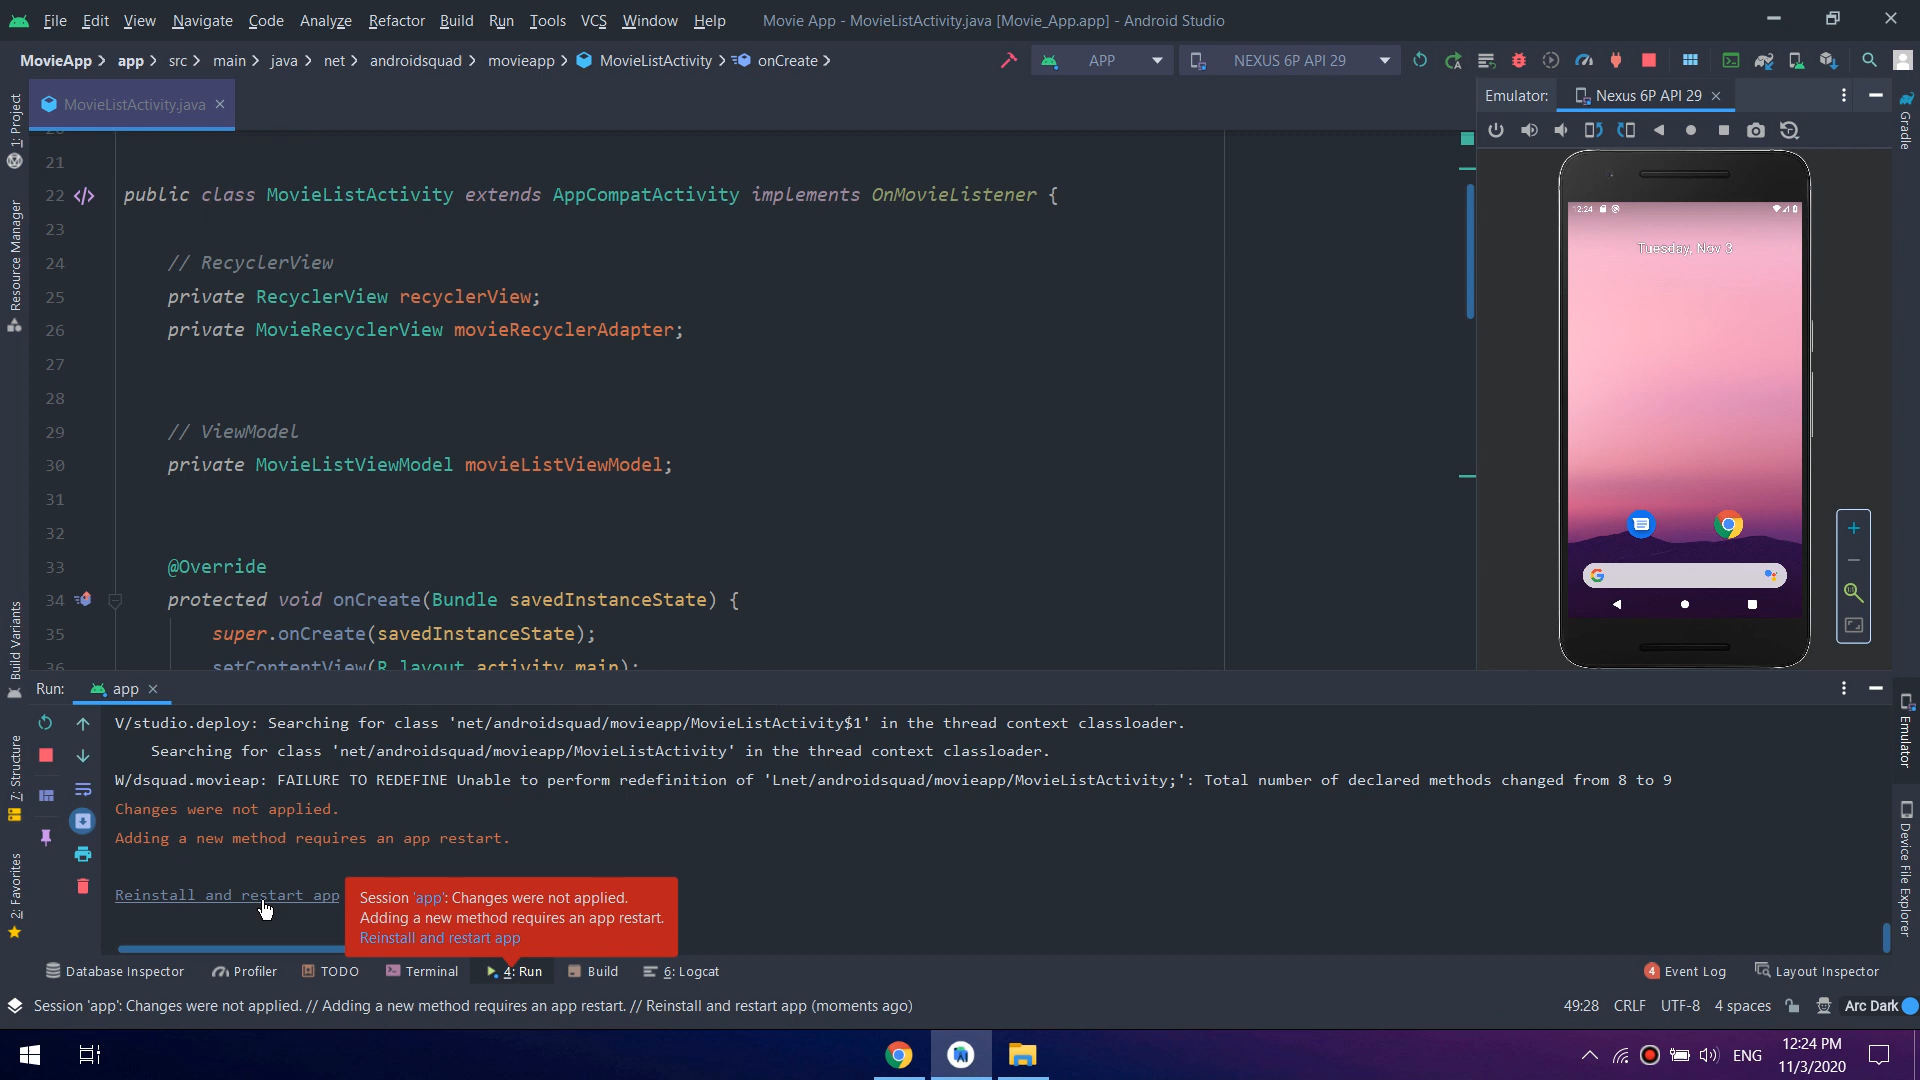 File Edit View Navigate Code Analyze Refactor Build Run Tools VCS Window Help Movie App - MovieListActivity.java [Movie_App.app] - Android Studio
MovieApp app src main java net androidsquad movieapp MovieListActivity onCreate APP NEXUS 6P API 29
MovieListActivity.java
Emulator: Nexus 6P API 29
1: Project
Resource Manager
Build Variants
7: Structure
2: Favorites
21
22 public class MovieListActivity extends AppCompatActivity implements OnMovieListener {
23
24 // RecyclerView
25 private RecyclerView recyclerView;
26 private MovieRecyclerView movieRecyclerAdapter;
27
28
29 // ViewModel
30 private MovieListViewModel movieListViewModel;
31
32
33 @Override
34 protected void onCreate(Bundle savedInstanceState) {
35 super.onCreate(savedInstanceState);
36 setContentView(R.layout.activity_main);
12:24
Tuesday, Nov 3
Gradle
Emulator
Device File Explorer
Run: app
V/studio.deploy: Searching for class 'net/androidsquad/movieapp/MovieListActivity$1' in the thread context classloader.
Searching for class 'net/androidsquad/movieapp/MovieListActivity' in the thread context classloader.
W/dsquad.movieap: FAILURE TO REDEFINE Unable to perform redefinition of 'Lnet/androidsquad/movieapp/MovieListActivity;': Total number of declared methods changed from 8 to 9
Changes were not applied.
Adding a new method requires an app restart.
Reinstall and restart app
Session 'app': Changes were not applied.
Adding a new method requires an app restart.
Reinstall and restart app
Database Inspector Profiler TODO Terminal 4: Run Build 6: Logcat 4 Event Log Layout Inspector
Session 'app': Changes were not applied. // Adding a new method requires an app restart. // Reinstall and restart app (moments ago) 49:28 CRLF UTF-8 4 spaces Arc Dark
ENG
12:24 PM
11/3/2020